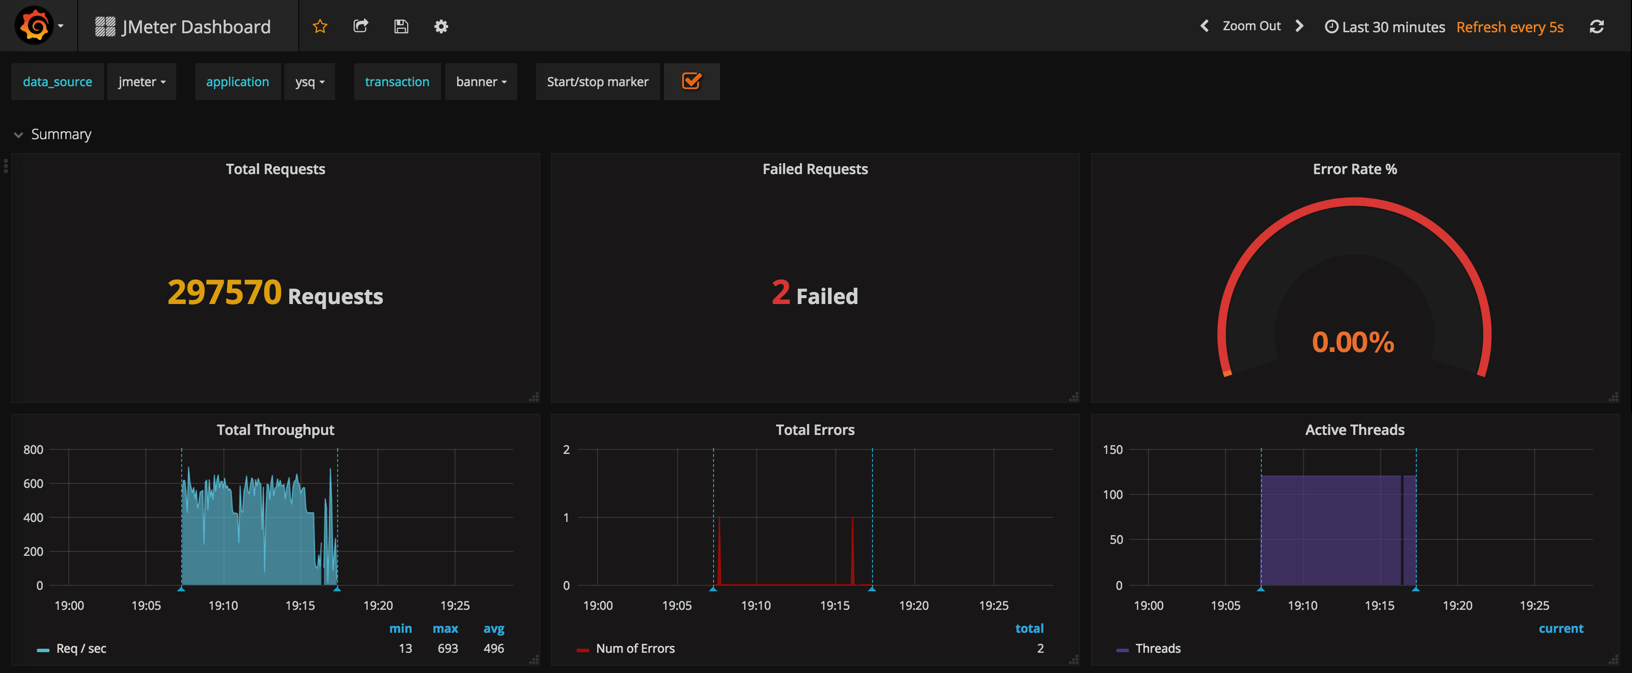 JMeter Dashboard
Zoom Out
Last 30 minutes
Refresh every 5s
data_source
jmeter
application
ysq
transaction
banner
Start/stop marker
Summary
Total Requests
297570 Requests
Failed Requests
2 Failed
Error Rate %
0.00%
Total Throughput
800
600
400
200
0
19:00 19:05 19:10 19:15 19:20 19:25
min max avg
Req / sec 13 693 496
Total Errors
2
1
0
19:00 19:05 19:10 19:15 19:20 19:25
total
Num of Errors 2
Active Threads
150
100
50
0
19:00 19:05 19:10 19:15 19:20 19:25
current
Threads